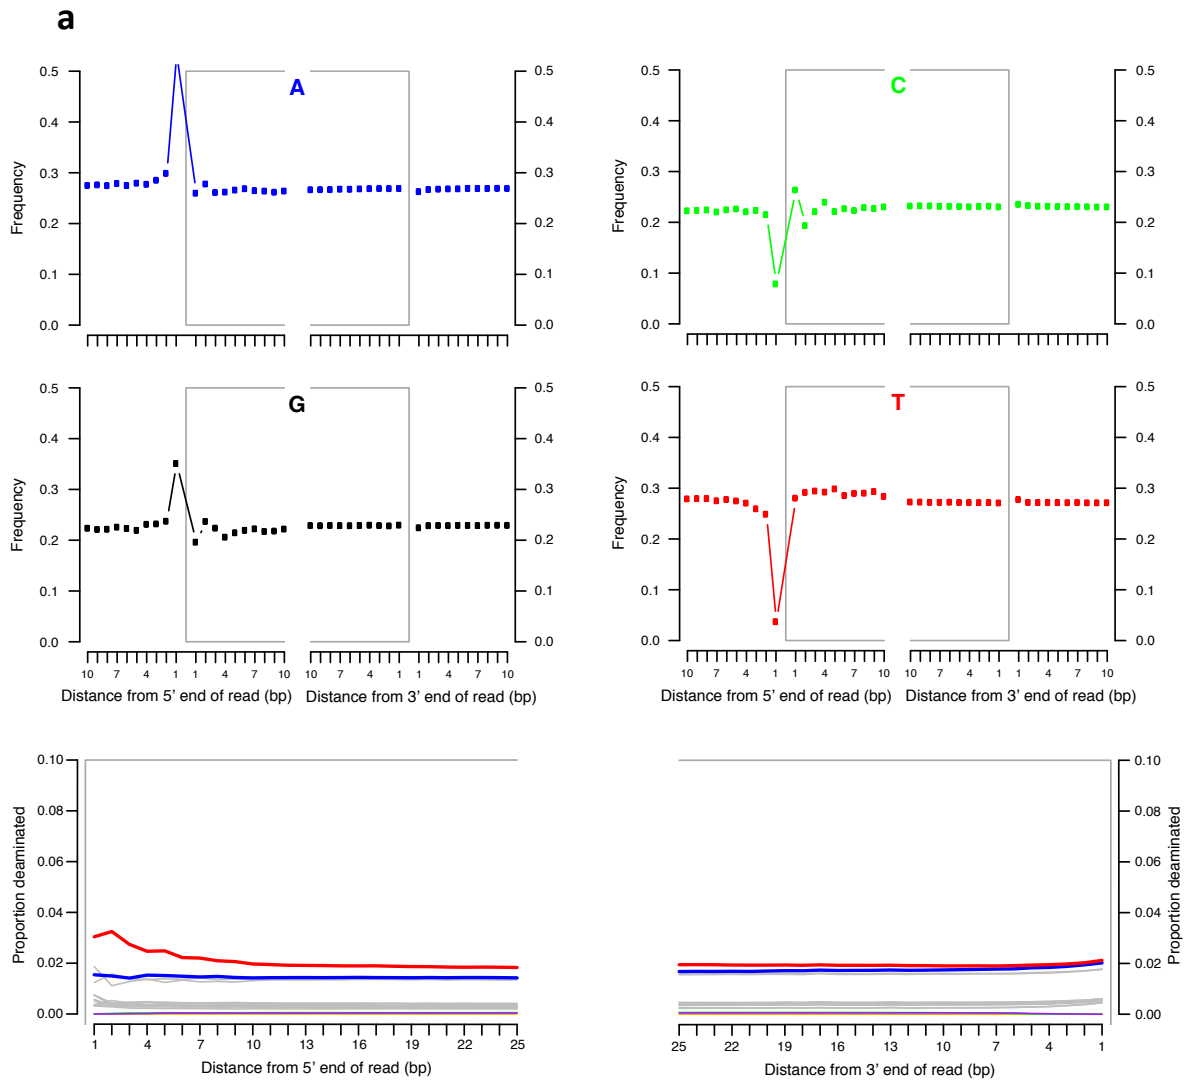 a
A
Frequency
0.5 0.4 0.3 0.2 0.1 0.0
0.5 0.4 0.3 0.2 0.1 0.0
C
Frequency
0.5 0.4 0.3 0.2 0.1 0.0
0.5 0.4 0.3 0.2 0.1 0.0
G
Frequency
0.5 0.4 0.3 0.2 0.1 0.0
0.5 0.4 0.3 0.2 0.1 0.0
10 7 4 1 1 4 7 10
10 7 4 1 1 4 7 10
Distance from 5’ end of read (bp)
Distance from 3’ end of read (bp)
T
Frequency
0.5 0.4 0.3 0.2 0.1 0.0
0.5 0.4 0.3 0.2 0.1 0.0
10 7 4 1 1 4 7 10
10 7 4 1 1 4 7 10
Distance from 5’ end of read (bp)
Distance from 3’ end of read (bp)
Proportion deaminated
0.10 0.08 0.06 0.04 0.02 0.00
1 4 7 10 13 16 19 22 25
Distance from 5’ end of read (bp)
0.10 0.08 0.06 0.04 0.02 0.00
Proportion deaminated
25 22 19 16 13 10 7 4 1
Distance from 3’ end of read (bp)